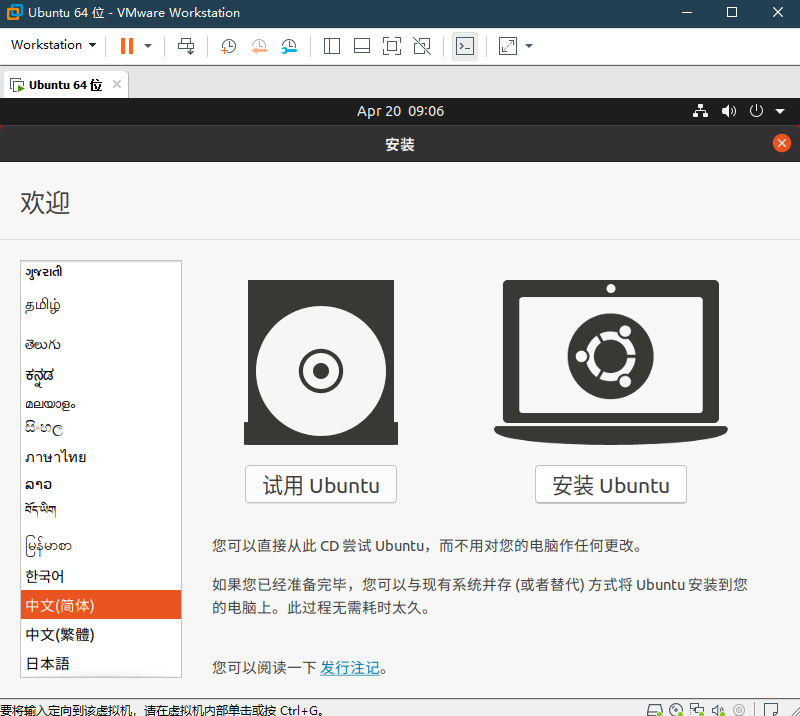 Ubuntu 64 位 - VMware Workstation
Workstation
Ubuntu 64 位
Apr 20 09:06
安装
欢迎
ગુજરાતી
தமிழ்
తెలుగు
ಕನ್ನಡ
മലയാളം
සිංහල
ภาษาไทย
ລາວ
བོད་ཡིག
မြန်မာစာ
한국어
中文(简体)
中文(繁體)
日本語
试用 Ubuntu
安装 Ubuntu
您可以直接从此 CD 尝试 Ubuntu，而不用对您的电脑作任何更改。
如果您已经准备完毕，您可以与现有系统并存 (或者替代) 方式将 Ubuntu 安装到您
的电脑上。此过程无需耗时太久。
您可以阅读一下 发行注记。
要将输入定向到该虚拟机，请在虚拟机内部单击或按 Ctrl+G。